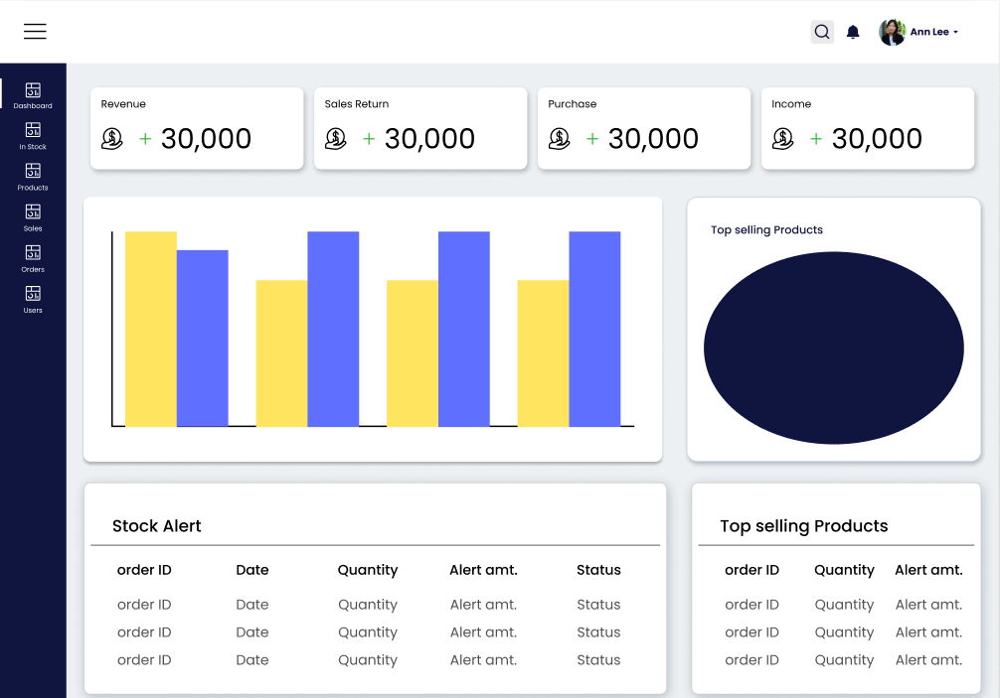 Ann Lee
Dashboard
In Stock
Products
Sales
Orders
Users
Revenue
+ 30,000
Sales Return
+ 30,000
Purchase
+ 30,000
Income
+ 30,000
Top selling Products
Stock Alert
order ID Date Quantity Alert amt. Status
order ID Date Quantity Alert amt. Status
order ID Date Quantity Alert amt. Status
order ID Date Quantity Alert amt. Status
Top selling Products
order ID Quantity Alert amt.
order ID Quantity Alert amt.
order ID Quantity Alert amt.
order ID Quantity Alert amt.